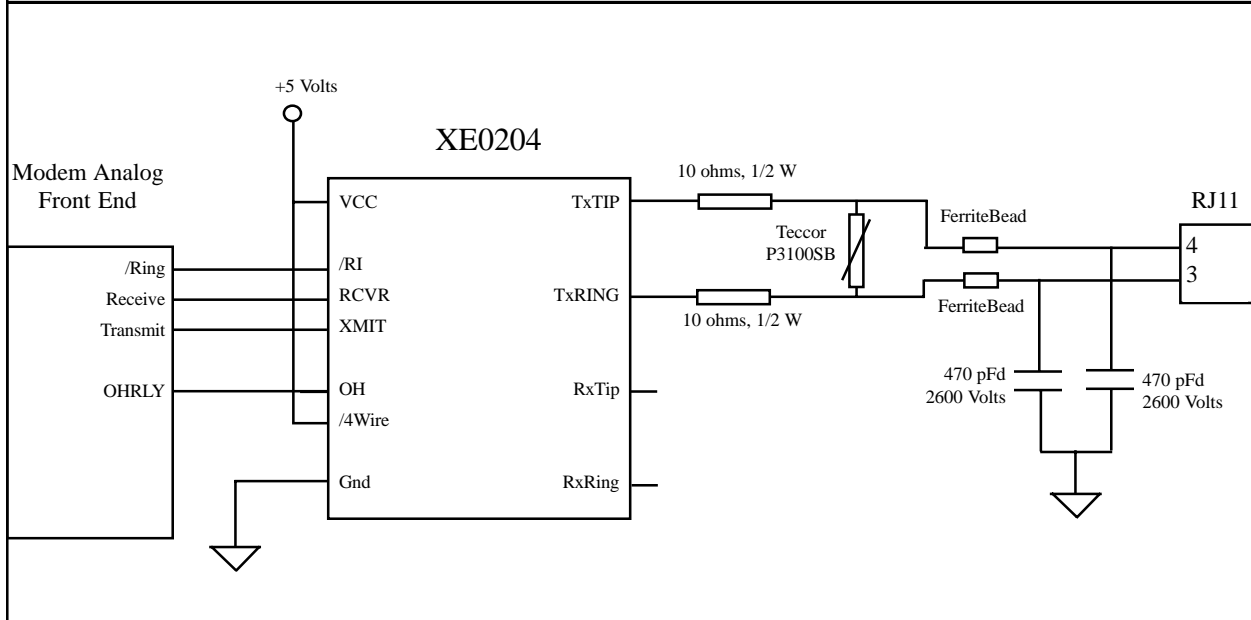 +5 Volts
XE0204
Modem Analog
Front End
10 ohms, 1/2 W
RJ11
VCC
TxTIP
FerriteBead
Teccor
P3100SB
4
/Ring
/RI
3
Receive
RCVR
TxRING
FerriteBead
Transmit
XMIT
10 ohms, 1/2 W
OHRLY
OH
RxTip
470 pFd
2600 Volts
470 pFd
2600 Volts
/4Wire
Gnd
RxRing